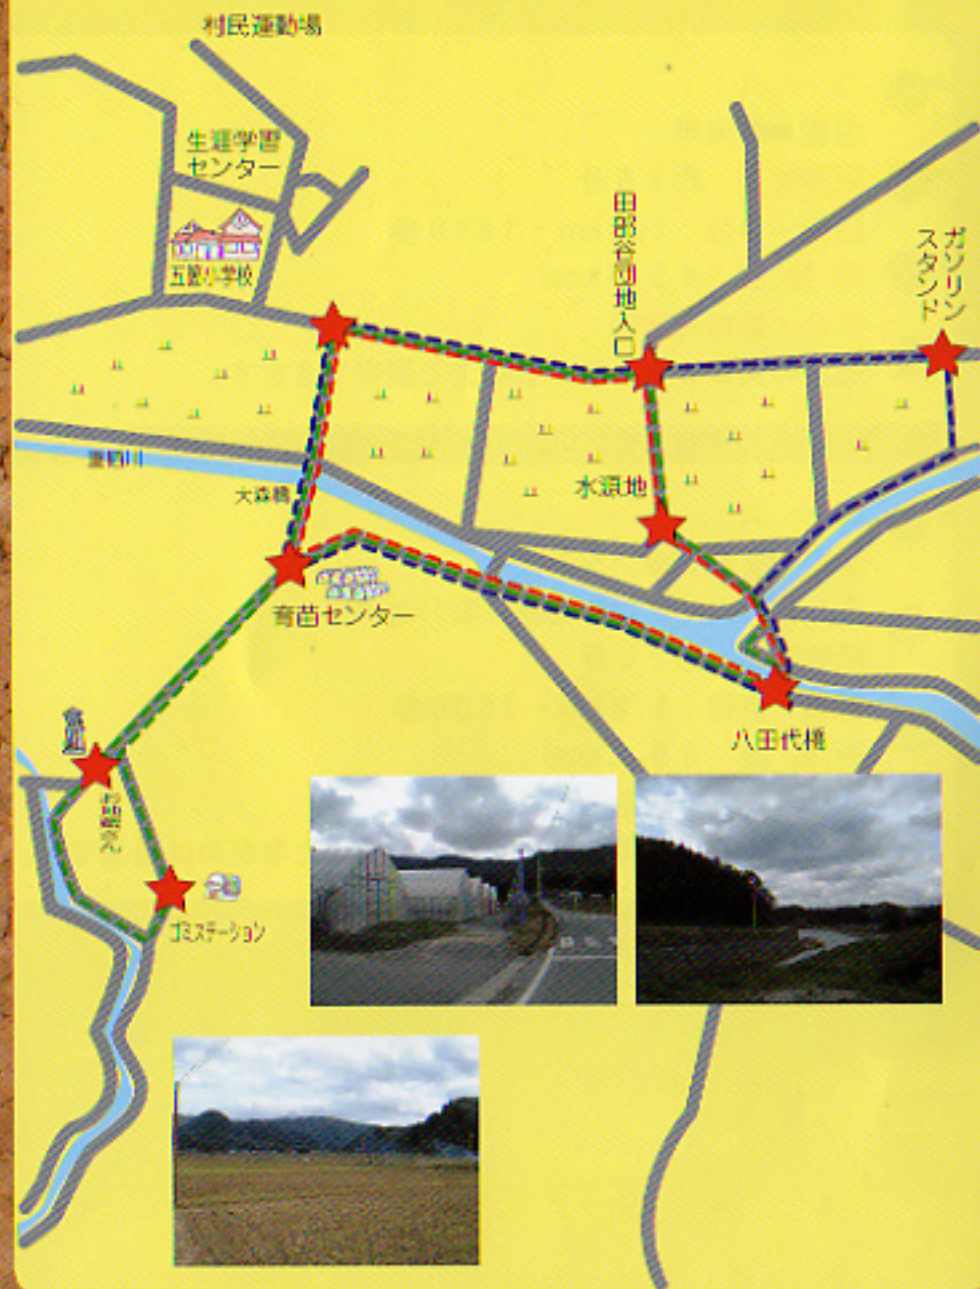 村民運動場
生涯学習
センター
五箇小学校
田部谷団地入口
ガソリン
スタンド
重栖川
大森橋
水源地
育苗センター
八田代橋
ゴミステーション